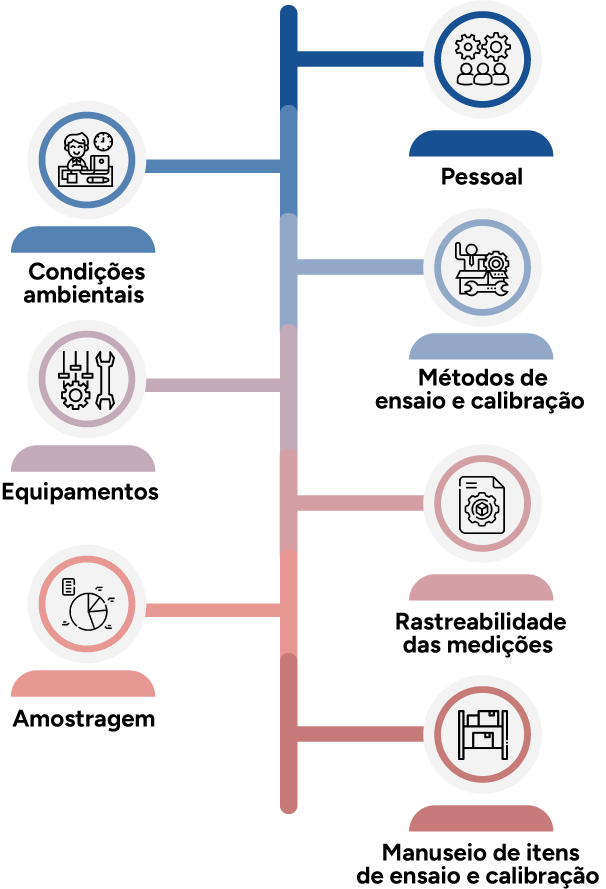 Pessoal
Condições
ambientais
Métodos de
ensaio e calibração
Equipamentos
Rastreabilidade
das medições
Amostragem
Manuseio de itens
de ensaio e calibração